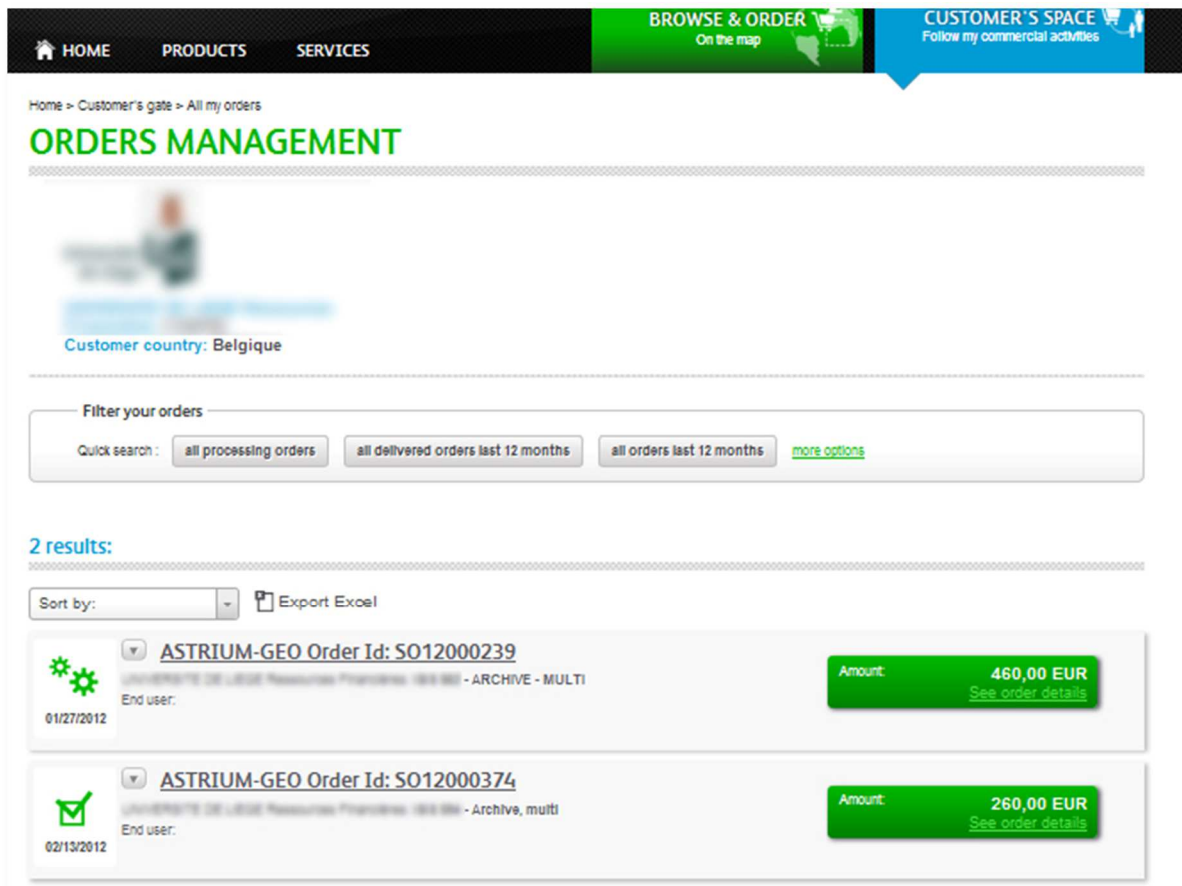 BROWSE & ORDER
On the map
CUSTOMER'S SPACE
Follow my commercial activities
HOME PRODUCTS SERVICES
Home > Customer's gate > All my orders
ORDERS MANAGEMENT
Customer country: Belgique
Filter your orders
Quick search : all processing orders all delivered orders last 12 months all orders last 12 months more options
2 results:
Sort by: Export Excel
ASTRIUM-GEO Order Id: SO12000239
- ARCHIVE - MULTI
End user:
01/27/2012
Amount: 460,00 EUR
See order details
ASTRIUM-GEO Order Id: SO12000374
- Archive, multi
End user:
02/13/2012
Amount: 260,00 EUR
See order details